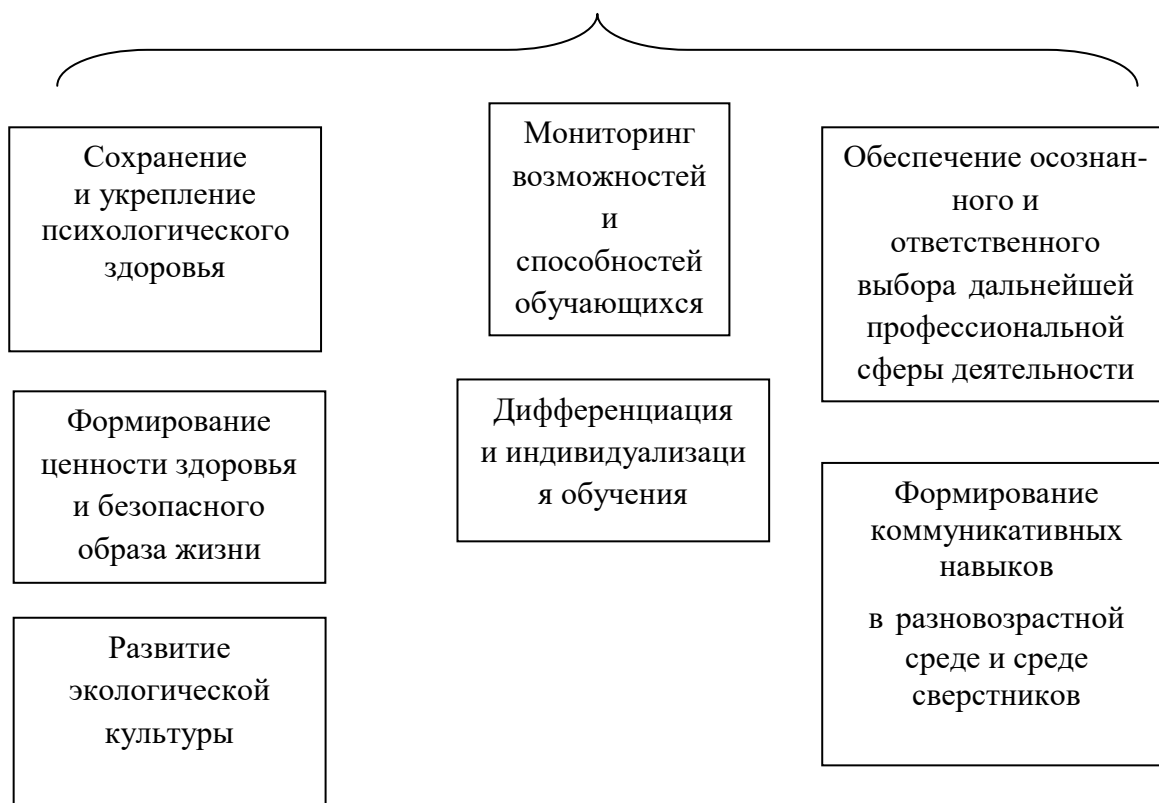 Сохранение
и укрепление
психологического
здоровья
Формирование
ценности здоровья
и безопасного
образа жизни
Развитие
экологической
культуры
Мониторинг
возможностей
и
способностей
обучающихся
Дифференциация
и индивидуализаци
я обучения
Обеспечение осознан-
ного и
ответственного
выбора дальнейшей
профессиональной
сферы деятельности
Формирование
коммуникативных
навыков
в разновозрастной
среде и среде
сверстников